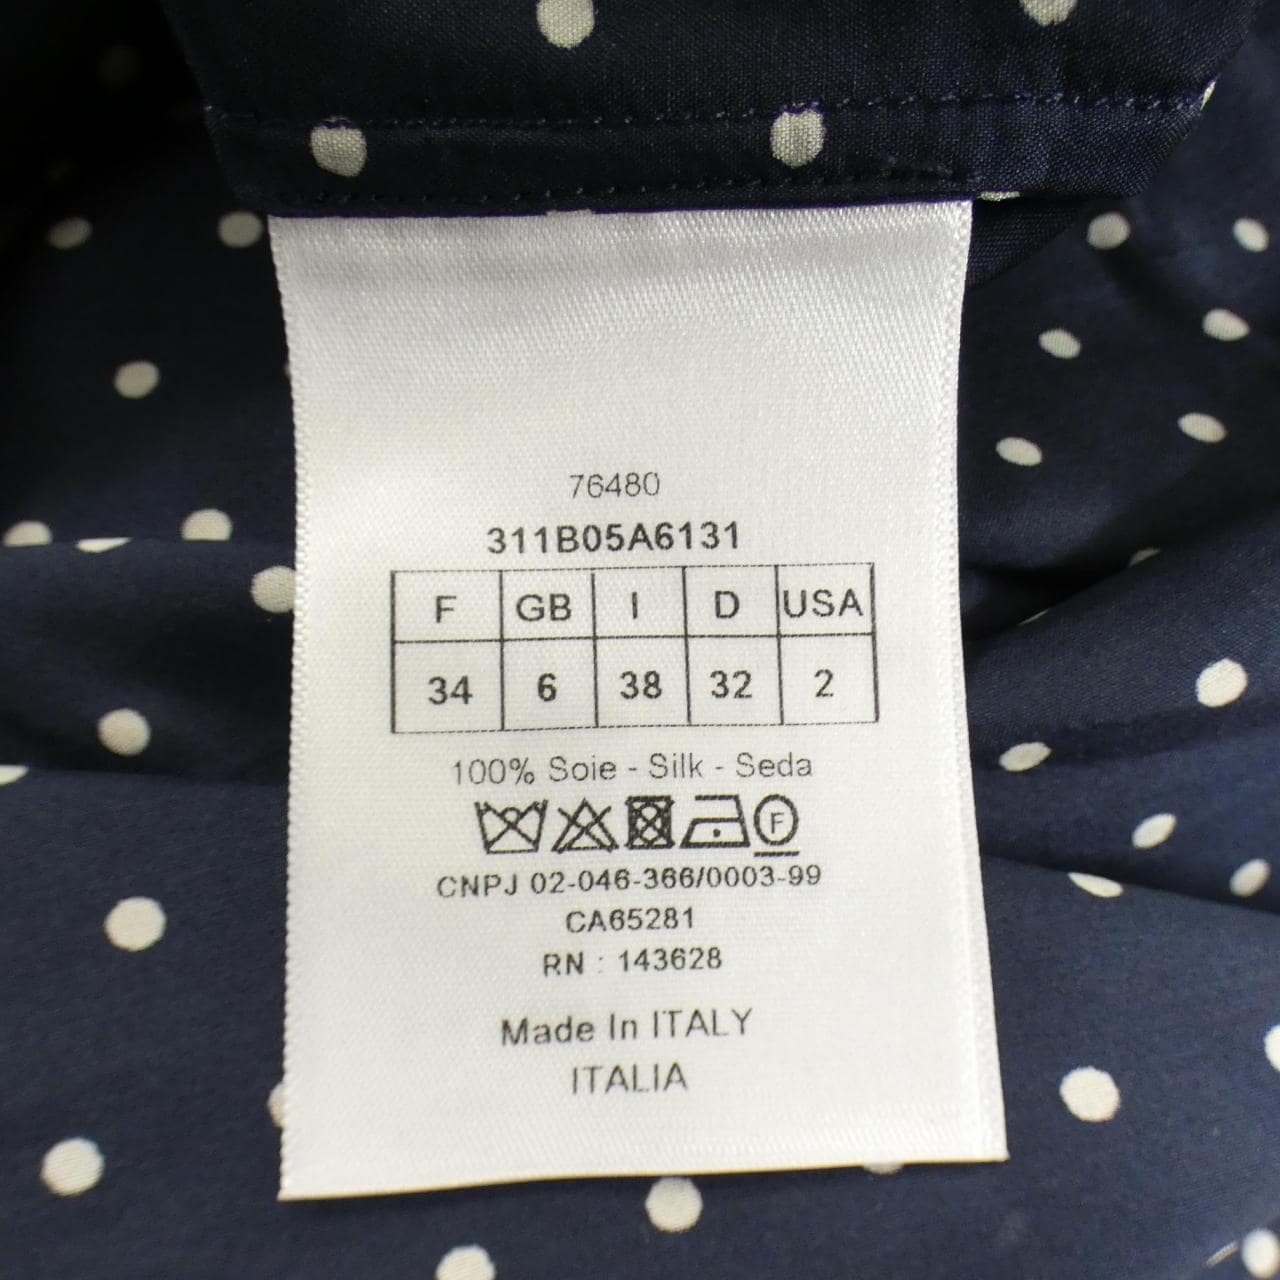 76480
311B05A6131
F GB I D USA
34 6 38 32 2
100% Soie - Silk - Seda
F
CNPJ 02-046-366/0003-99
CA65281
RN : 143628
Made In ITALY
ITALIA